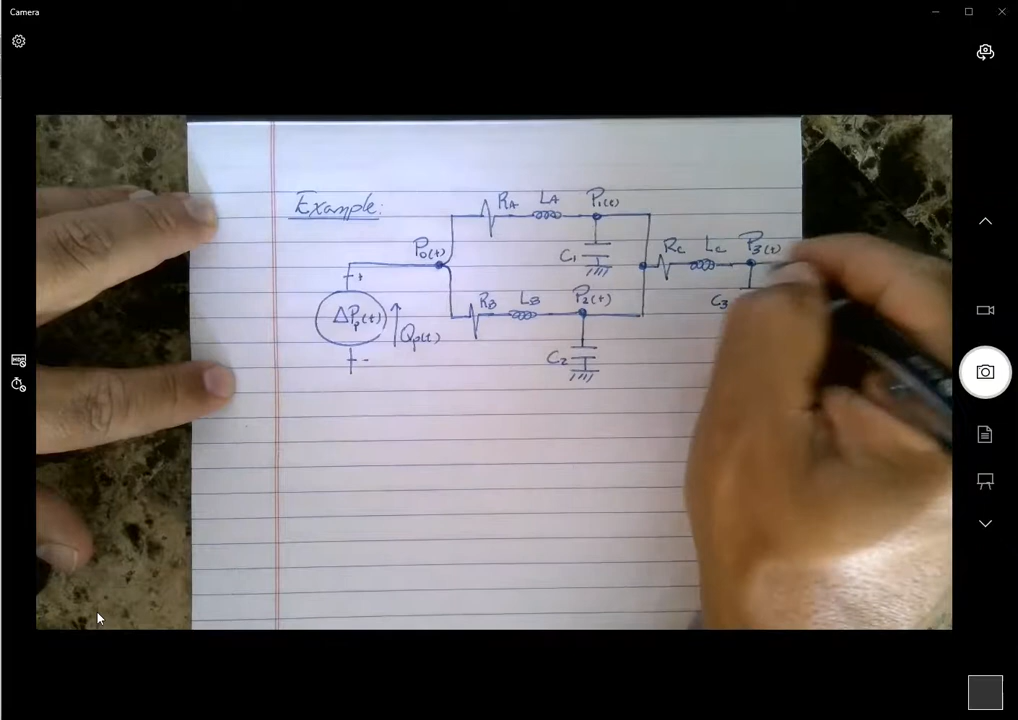 Camera
Example:
RA LA P1(t)
P0(t) C1 RC LC P3(t)
RB LB P2(t) C3
ΔPp(t) Qp(t)
+
-
C2